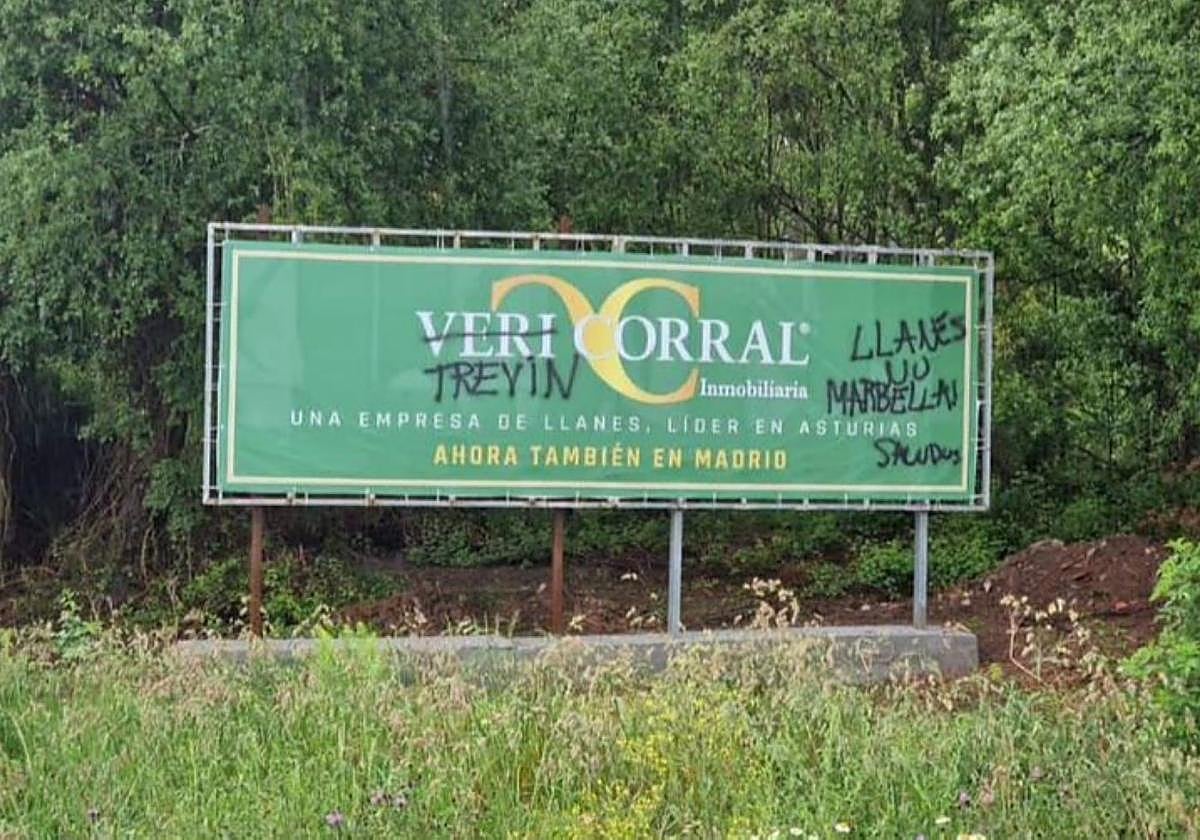 VERI CORRAL®
TREVIN
Inmobiliaria
UNA EMPRESA DE LLANES, LÍDER EN ASTURIAS
AHORA TAMBIÉN EN MADRID
LLANES
NO
MARBELLA!
SALUDOS